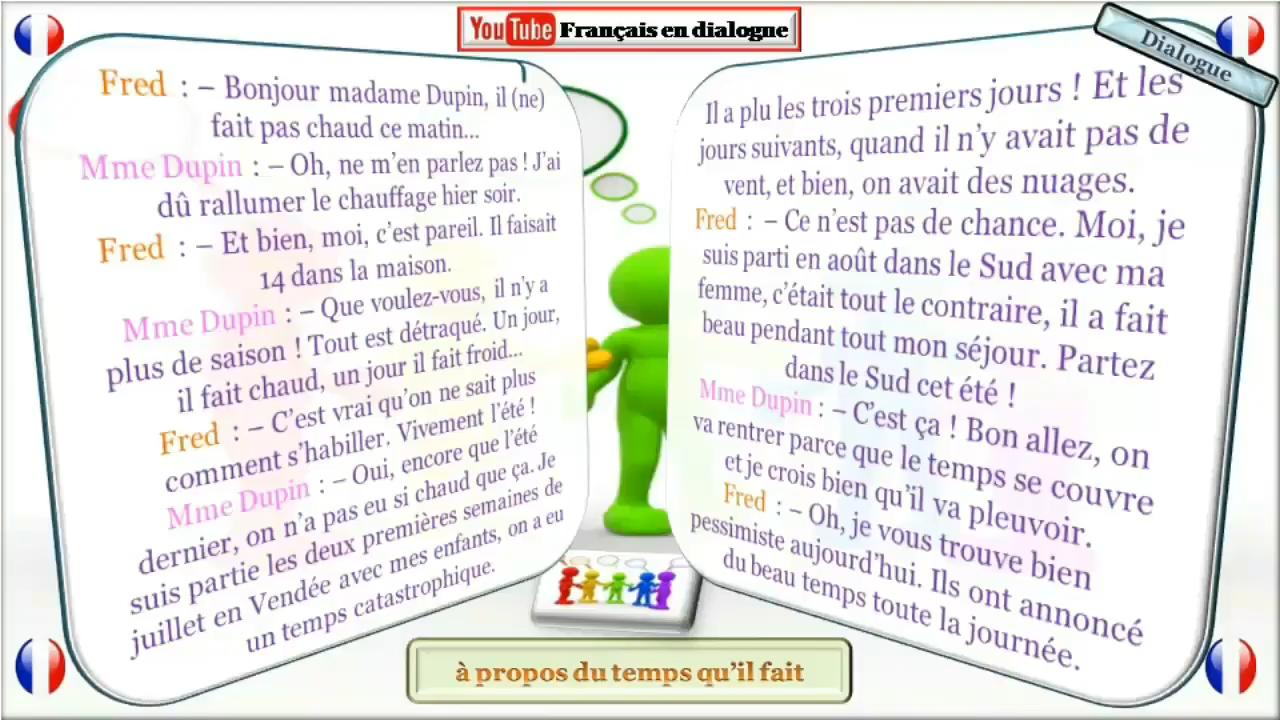 YouTube Français en dialogue
Dialogue
Fred : – Bonjour madame Dupin, il (ne)
fait pas chaud ce matin...
Mme Dupin : – Oh, ne m'en parlez pas ! J'ai
dû rallumer le chauffage hier soir.
Fred : – Et bien, moi, c'est pareil. Il faisait
14 dans la maison.
Mme Dupin : – Que voulez-vous, il n'y a
plus de saison ! Tout est détraqué. Un jour,
il fait chaud, un jour il fait froid...
Fred : – C'est vrai qu'on ne sait plus
comment s'habiller. Vivement l'été !
Mme Dupin : – Oui, encore que l'été
dernier, on n'a pas eu si chaud que ça. Je
suis partie les deux premières semaines de
juillet en Vendée avec mes enfants, on a eu
un temps catastrophique.
Il a plu les trois premiers jours ! Et les
jours suivants, quand il n'y avait pas de
vent, et bien, on avait des nuages.
Fred : – Ce n'est pas de chance. Moi, je
suis parti en août dans le Sud avec ma
femme, c'était tout le contraire, il a fait
beau pendant tout mon séjour. Partez
dans le Sud cet été !
Mme Dupin : – C'est ça ! Bon allez, on
va rentrer parce que le temps se couvre
et je crois bien qu'il va pleuvoir.
Fred : – Oh, je vous trouve bien
pessimiste aujourd'hui. Ils ont annoncé
du beau temps toute la journée.
à propos du temps qu'il fait